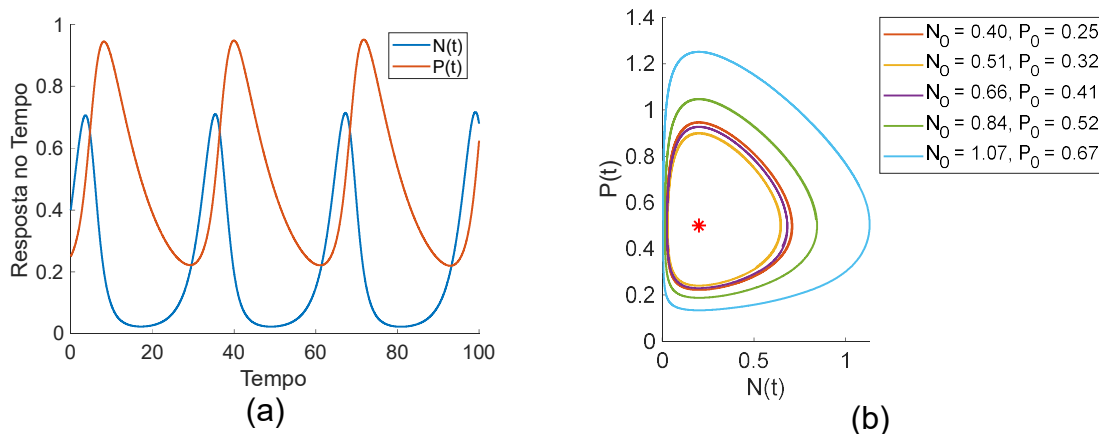 1
0.8
0.6
0.4
0.2
0
0 20 40 60 80 100
Resposta no Tempo
Tempo
N(t)
P(t)
(a)
1.4
1.2
1
0.8
0.6
0.4
0.2
0
0 0.5 1
P(t)
N(t)
N0 = 0.40, P0 = 0.25
N0 = 0.51, P0 = 0.32
N0 = 0.66, P0 = 0.41
N0 = 0.84, P0 = 0.52
N0 = 1.07, P0 = 0.67
(b)